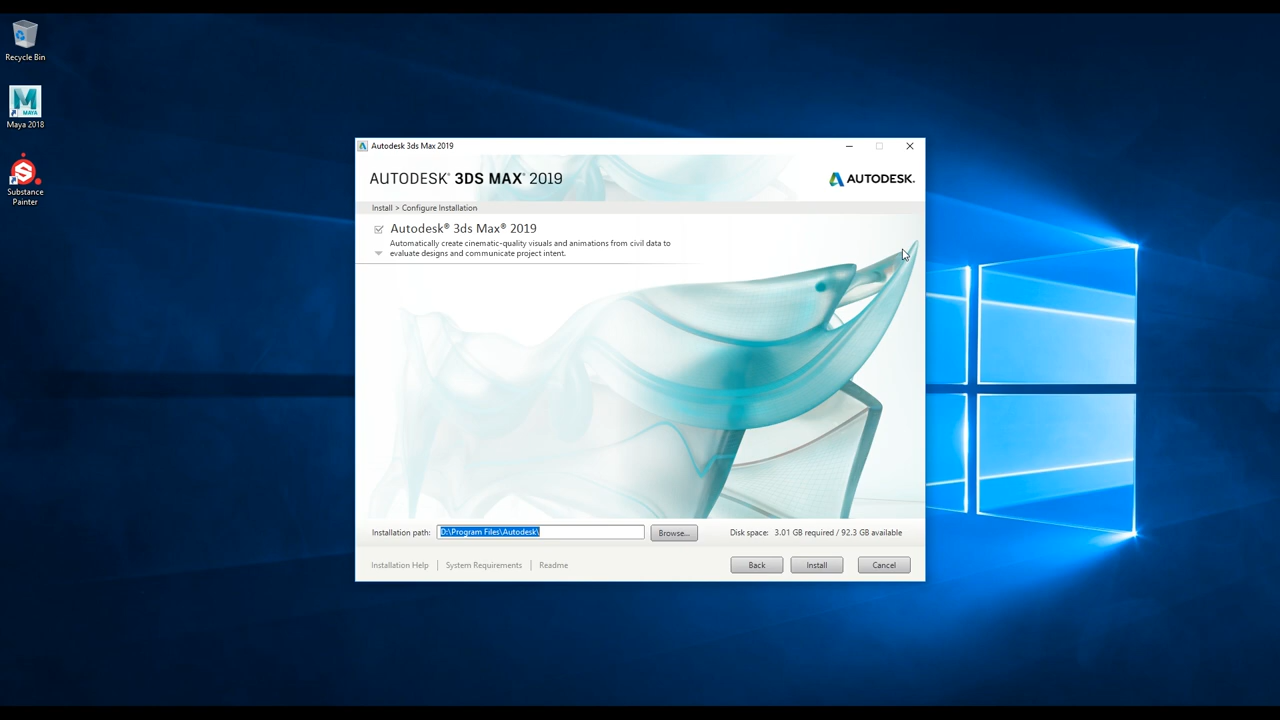 Recycle Bin
M
MAYA
Maya 2018
Substance
Painter
Autodesk 3ds Max 2019
AUTODESK® 3DS MAX® 2019
AUTODESK.
Install > Configure Installation
Autodesk® 3ds Max® 2019
Automatically create cinematic-quality visuals and animations from civil data to
evaluate designs and communicate project intent.
Installation path: D:\Program Files\Autodesk\ Browse... Disk space: 3.01 GB required / 92.3 GB available
Installation Help | System Requirements | Readme Back Install Cancel